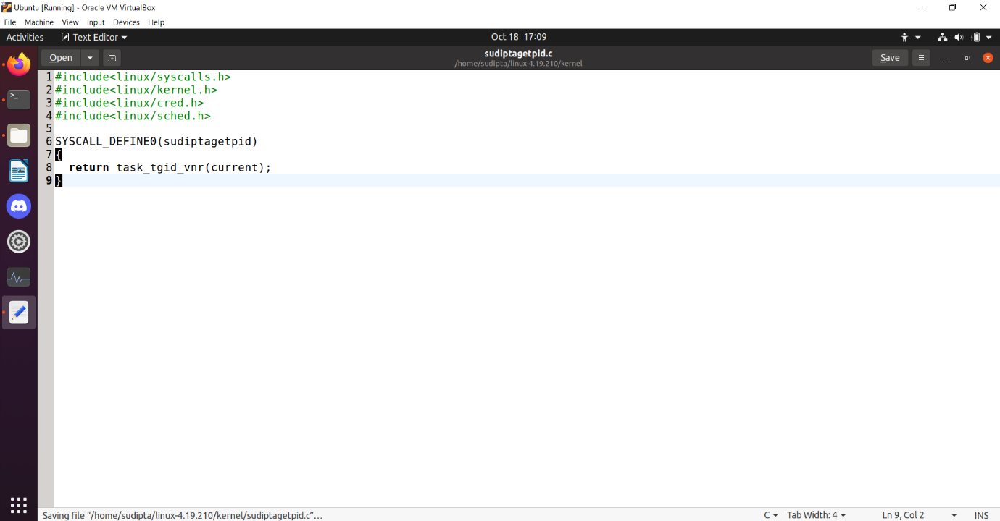 Ubuntu [Running] - Oracle VM VirtualBox
File Machine View Input Devices Help
Activities Text Editor Oct 18 17:09
Open sudiptagetpid.c Save
/home/sudipta/linux-4.19.210/kernel
1 #include<linux/syscalls.h>
2 #include<linux/kernel.h>
3 #include<linux/cred.h>
4 #include<linux/sched.h>
5
6 SYSCALL_DEFINE0(sudiptagetpid)
7 {
8 return task_tgid_vnr(current);
9 }
Saving file “/home/sudipta/linux-4.19.210/kernel/sudiptagetpid.c”… C Tab Width: 4 Ln 9, Col 2 INS